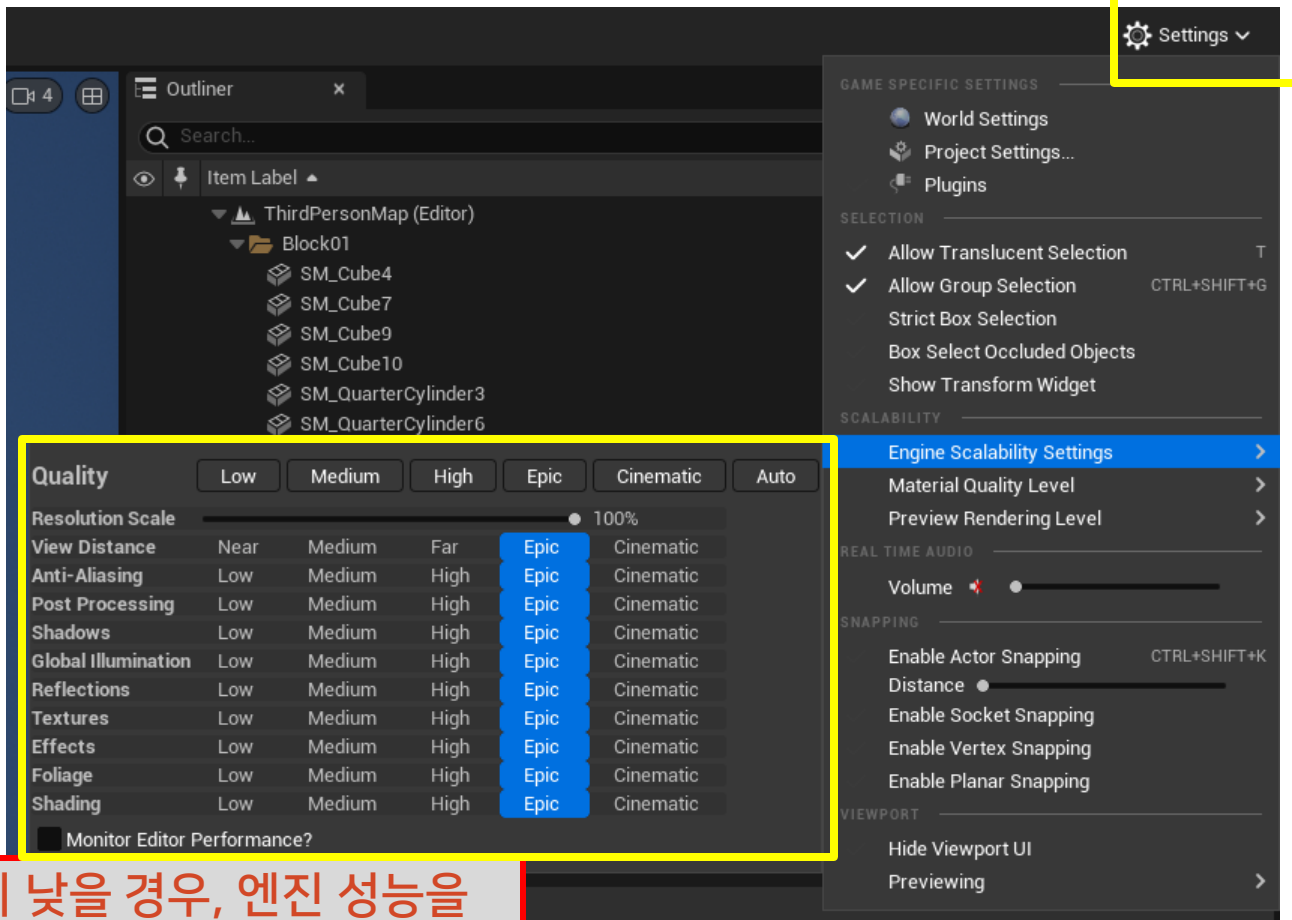 Settings
4
Outliner
Search...
Item Label
ThirdPersonMap (Editor)
Block01
SM_Cube4
SM_Cube7
SM_Cube9
SM_Cube10
SM_QuarterCylinder3
SM_QuarterCylinder6
GAME SPECIFIC SETTINGS
World Settings
Project Settings...
Plugins
SELECTION
Allow Translucent Selection T
Allow Group Selection CTRL+SHIFT+G
Strict Box Selection
Box Select Occluded Objects
Show Transform Widget
SCALABILITY
Engine Scalability Settings
Material Quality Level
Preview Rendering Level
REAL TIME AUDIO
Volume
SNAPPING
Enable Actor Snapping CTRL+SHIFT+K
Distance
Enable Socket Snapping
Enable Vertex Snapping
Enable Planar Snapping
VIEWPORT
Hide Viewport UI
Previewing
Quality Low Medium High Epic Cinematic Auto
Resolution Scale 100%
View Distance Near Medium Far Epic Cinematic
Anti-Aliasing Low Medium High Epic Cinematic
Post Processing Low Medium High Epic Cinematic
Shadows Low Medium High Epic Cinematic
Global Illumination Low Medium High Epic Cinematic
Reflections Low Medium High Epic Cinematic
Textures Low Medium High Epic Cinematic
Effects Low Medium High Epic Cinematic
Foliage Low Medium High Epic Cinematic
Shading Low Medium High Epic Cinematic
Monitor Editor Performance?
낮을 경우, 엔진 성능을